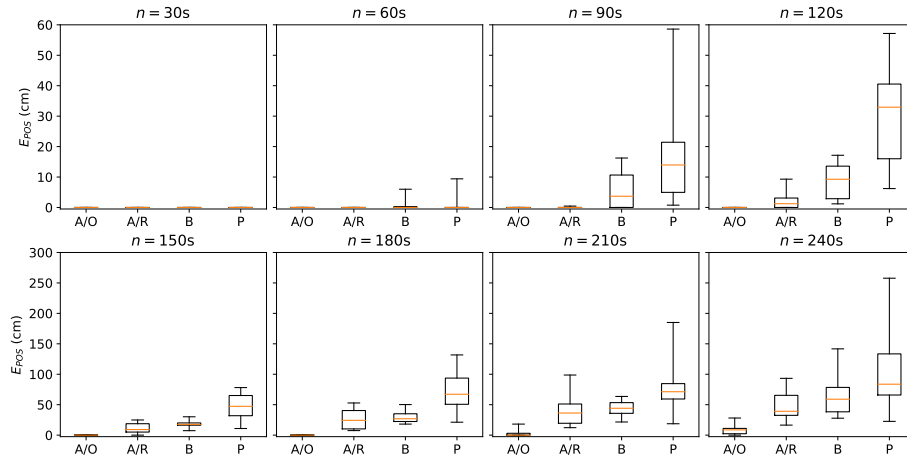 n = 30s
n = 60s
n = 90s
n = 120s
60
50
40
30
20
10
0
E_POS (cm)
A/O A/R B P
A/O A/R B P
A/O A/R B P
A/O A/R B P
n = 150s
n = 180s
n = 210s
n = 240s
300
250
200
150
100
50
0
E_POS (cm)
A/O A/R B P
A/O A/R B P
A/O A/R B P
A/O A/R B P